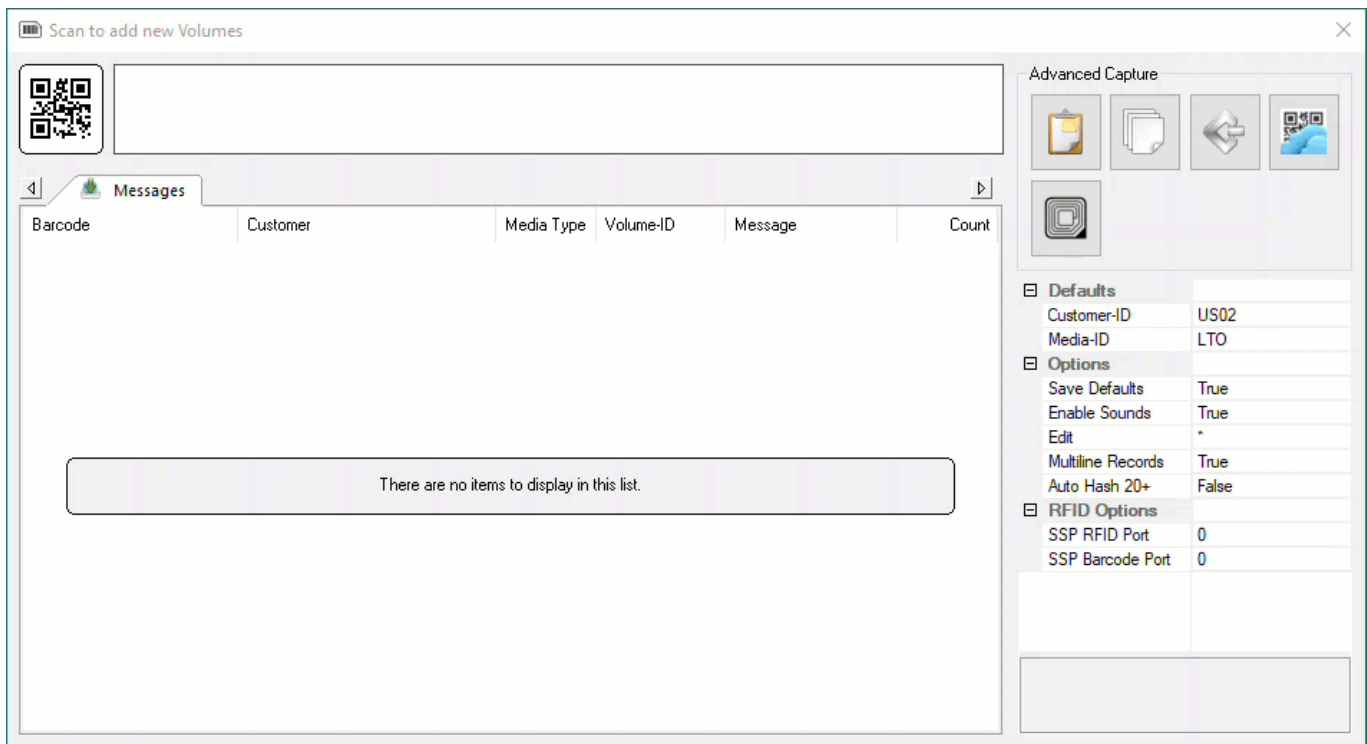 Scan to add new Volumes
Advanced Capture
Messages
Barcode Customer Media Type Volume-ID Message Count
There are no items to display in this list.
Defaults
Customer-ID US02
Media-ID LTO
Options
Save Defaults True
Enable Sounds True
Edit *
Multiline Records True
Auto Hash 20+ False
RFID Options
SSP RFID Port 0
SSP Barcode Port 0